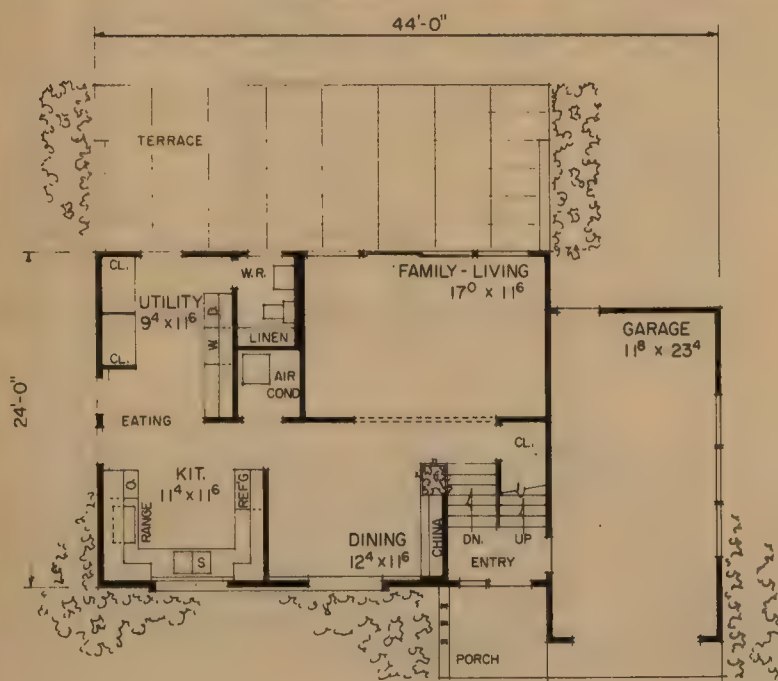 44'-0"
TERRACE
CL.
W.R.
FAMILY - LIVING
17⁰ x 11⁶
UTILITY
9⁴ x 11⁶
D
W
LINEN
GARAGE
11⁸ x 23⁴
CL.
AIR
COND
24'-0"
EATING
CL.
KIT.
11⁴ x 11⁶
O.
RANGE
REF'G
S
DINING
12⁴ x 11⁶
CHINA
DN.
UP
ENTRY
PORCH